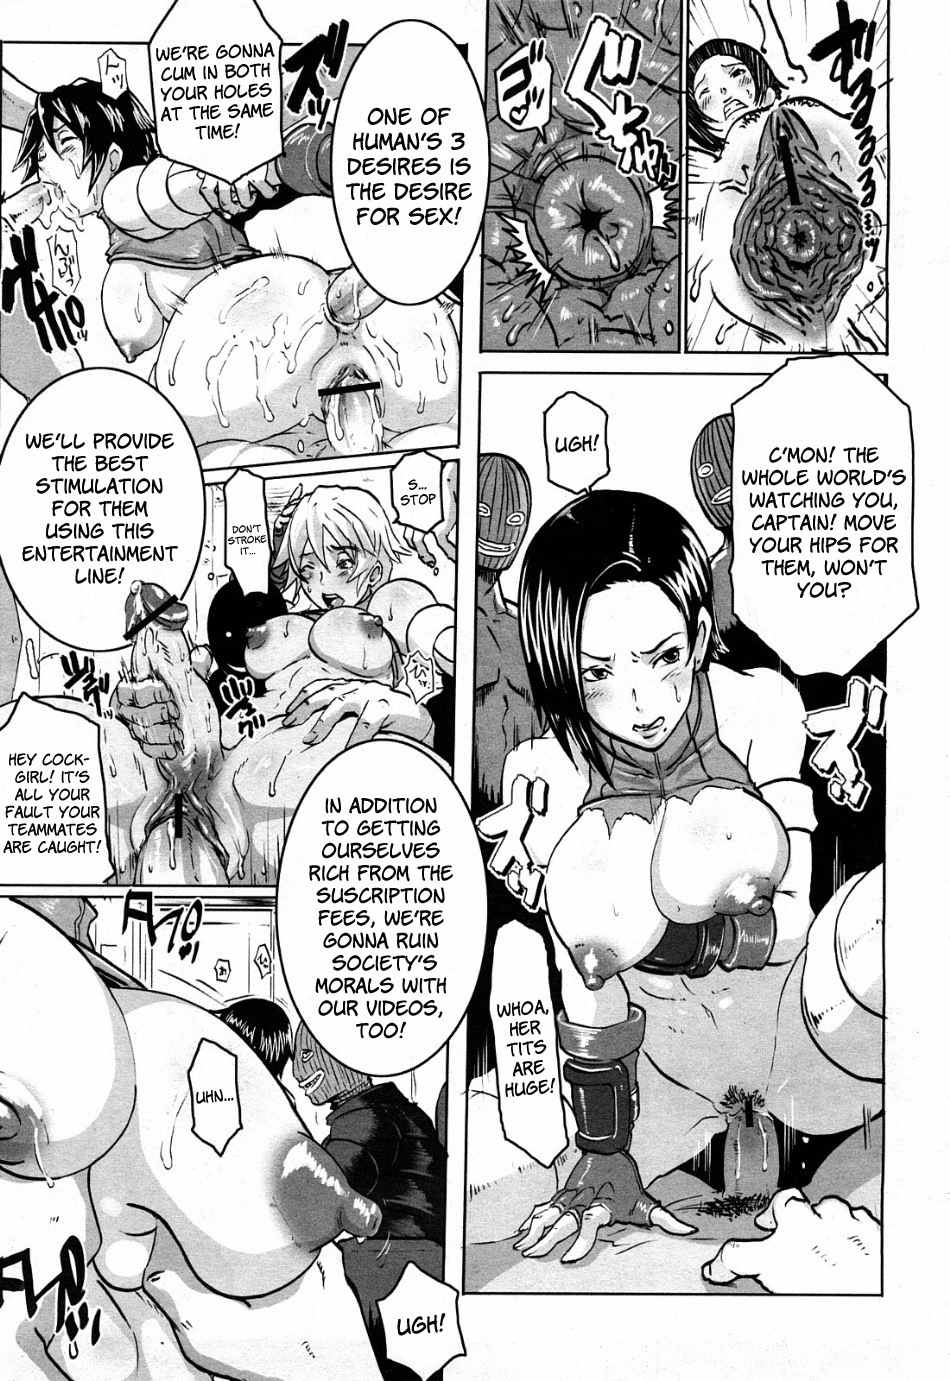 WE'RE GONNA
CUM IN BOTH
YOUR HOLES
AT THE SAME
TIME!
ONE OF
HUMAN'S 3
DESIRES IS
THE DESIRE
FOR SEX!
C'MON! THE
WHOLE WORLD'S
WATCHING YOU,
CAPTAIN! MOVE
YOUR HIPS FOR
THEM, WON'T
YOU?
UGH!
WHOA,
HER
TITS
ARE
HUGE!
WE'LL PROVIDE
THE BEST
STIMULATION
FOR THEM
USING THIS
ENTERTAINMENT
LINE!
DON'T
STROKE
IT...
S...
STOP
HEY COCK-
GIRL! IT'S
ALL YOUR
FAULT YOUR
TEAMMATES
ARE CAUGHT!
IN ADDITION
TO GETTING
OURSELVES
RICH FROM THE
SUSCRIPTION
FEES, WE'RE
GONNA RUIN
SOCIETY'S
MORALS WITH
OUR VIDEOS,
TOO!
UHN...
UGH!